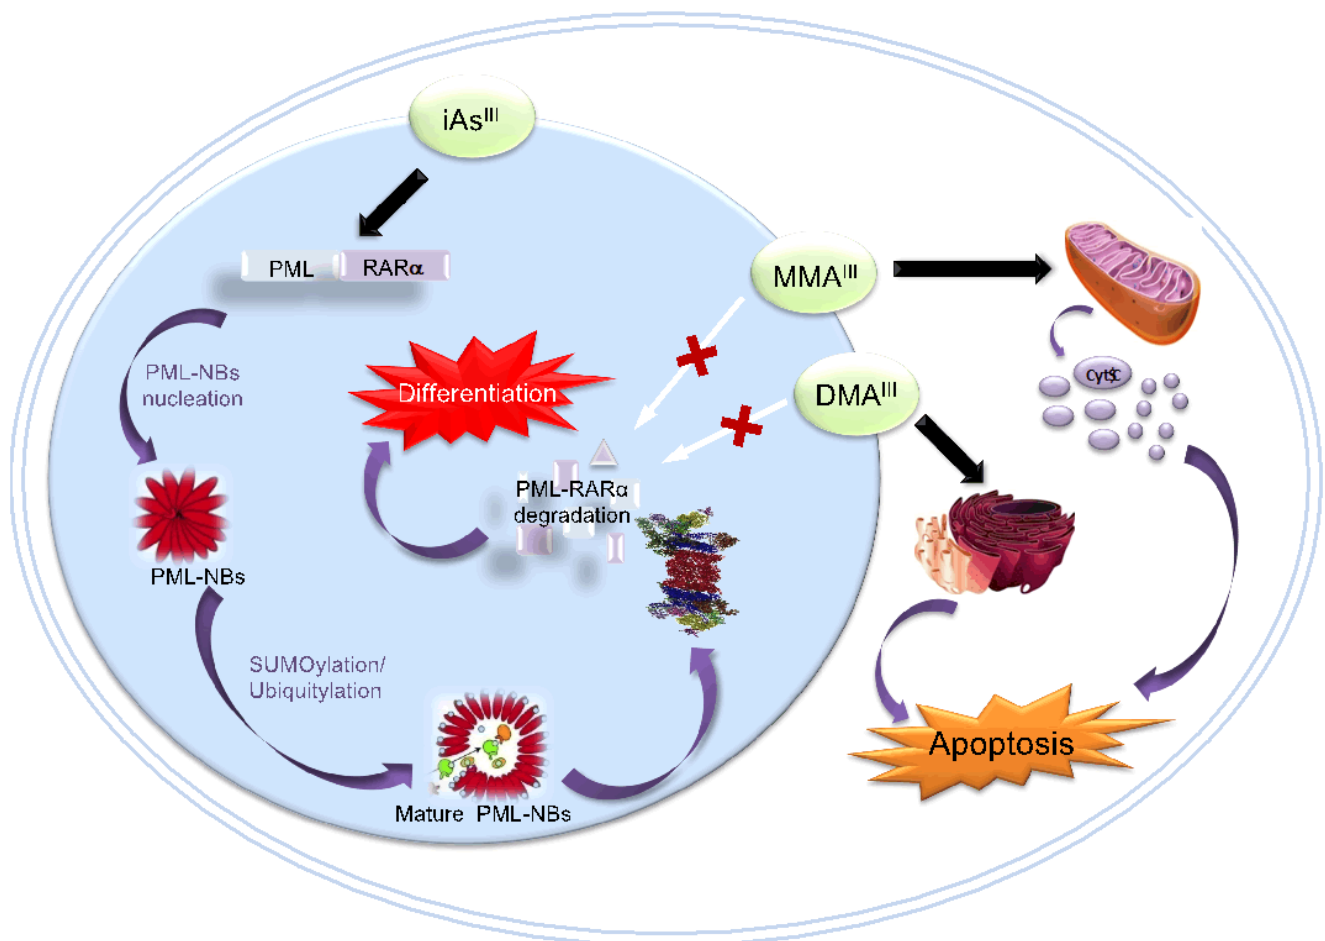 iAsIII
PML
RARα
MMAIII
PML-NBs
nucleation
Differentiation
DMAIII
CytC
PML-RARα
degradation
PML-NBs
SUMOylation/
Ubiquitylation
Apoptosis
Mature PML-NBs